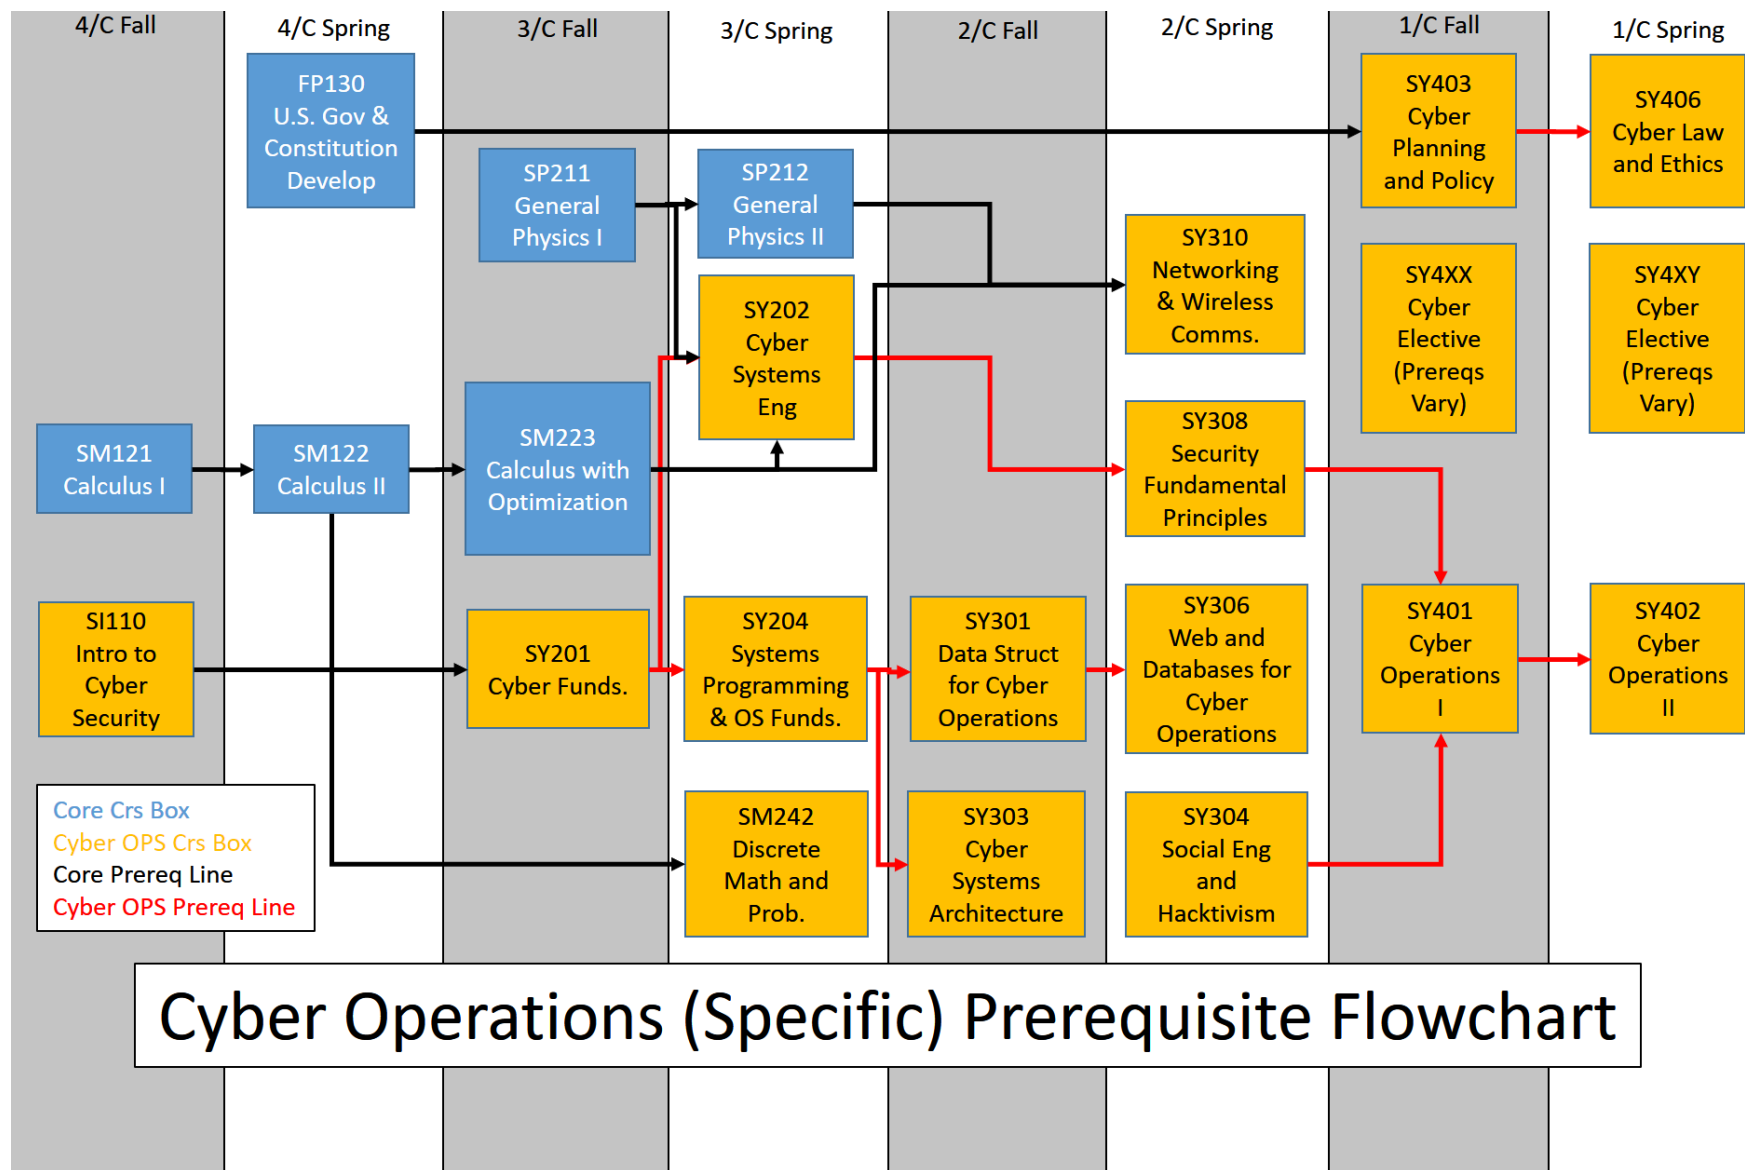 4/C Fall
4/C Spring
3/C Fall
3/C Spring
2/C Fall
2/C Spring
1/C Fall
1/C Spring
FP130
U.S. Gov &
Constitution
Develop
SY403
Cyber
Planning
and Policy
SY406
Cyber Law
and Ethics
SP211
General
Physics I
SP212
General
Physics II
SY310
Networking
& Wireless
Comms.
SY4XX
Cyber
Elective
(Prereqs
Vary)
SY4XY
Cyber
Elective
(Prereqs
Vary)
SY202
Cyber
Systems
Eng
SM121
Calculus I
SM122
Calculus II
SM223
Calculus with
Optimization
SY308
Security
Fundamental
Principles
SI110
Intro to
Cyber
Security
SY201
Cyber Funds.
SY204
Systems
Programming
& OS Funds.
SY301
Data Struct
for Cyber
Operations
SY306
Web and
Databases for
Cyber
Operations
SY401
Cyber
Operations
I
SY402
Cyber
Operations
II
SM242
Discrete
Math and
Prob.
SY303
Cyber
Systems
Architecture
SY304
Social Eng
and
Hacktivism
Core Crs Box
Cyber OPS Crs Box
Core Prereq Line
Cyber OPS Prereq Line
Cyber Operations (Specific) Prerequisite Flowchart